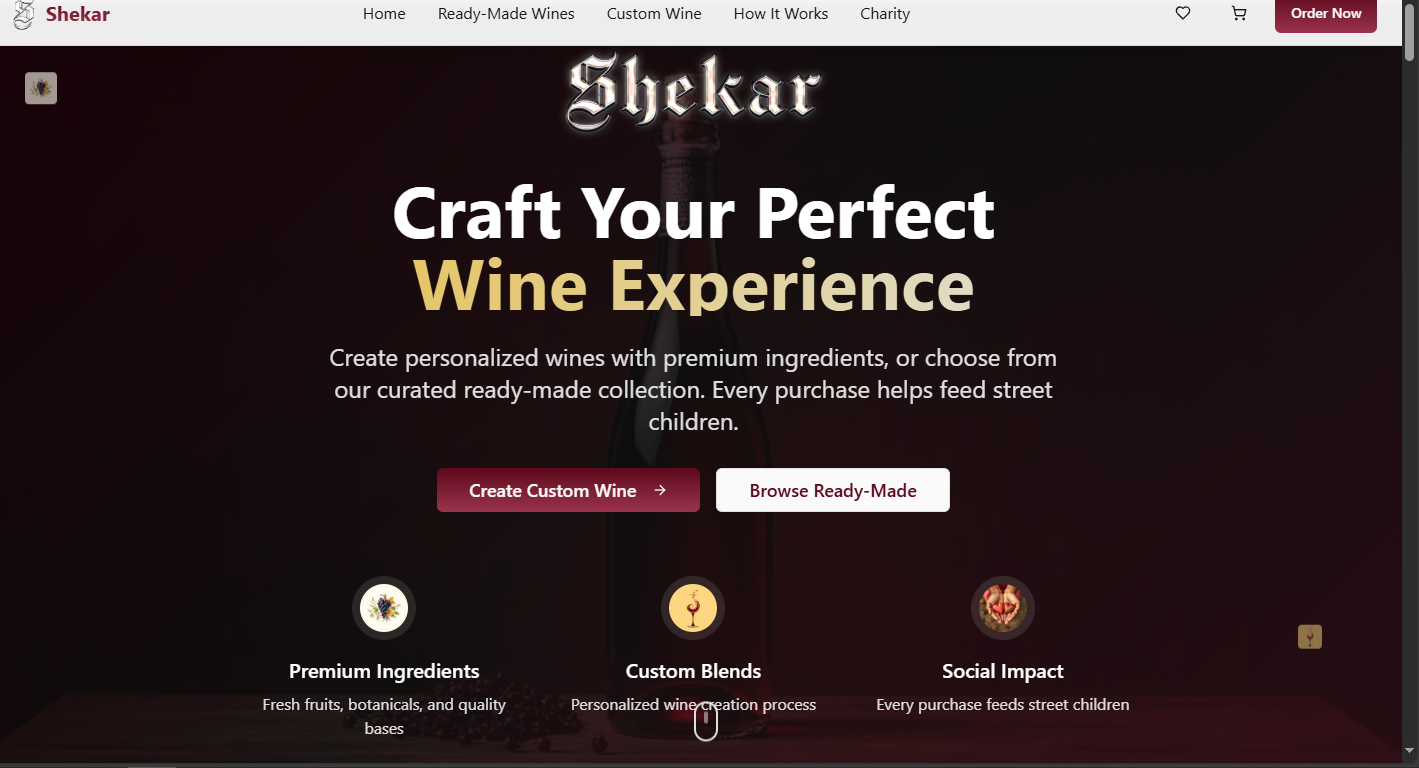 Shekar
Home
Ready-Made Wines
Custom Wine
How It Works
Charity
Order Now
Shekar
Craft Your Perfect
Wine Experience
Create personalized wines with premium ingredients, or choose from
our curated ready-made collection. Every purchase helps feed street
children.
Create Custom Wine
Browse Ready-Made
Premium Ingredients
Fresh fruits, botanicals, and quality
bases
Custom Blends
Personalized wine creation process
Social Impact
Every purchase feeds street children